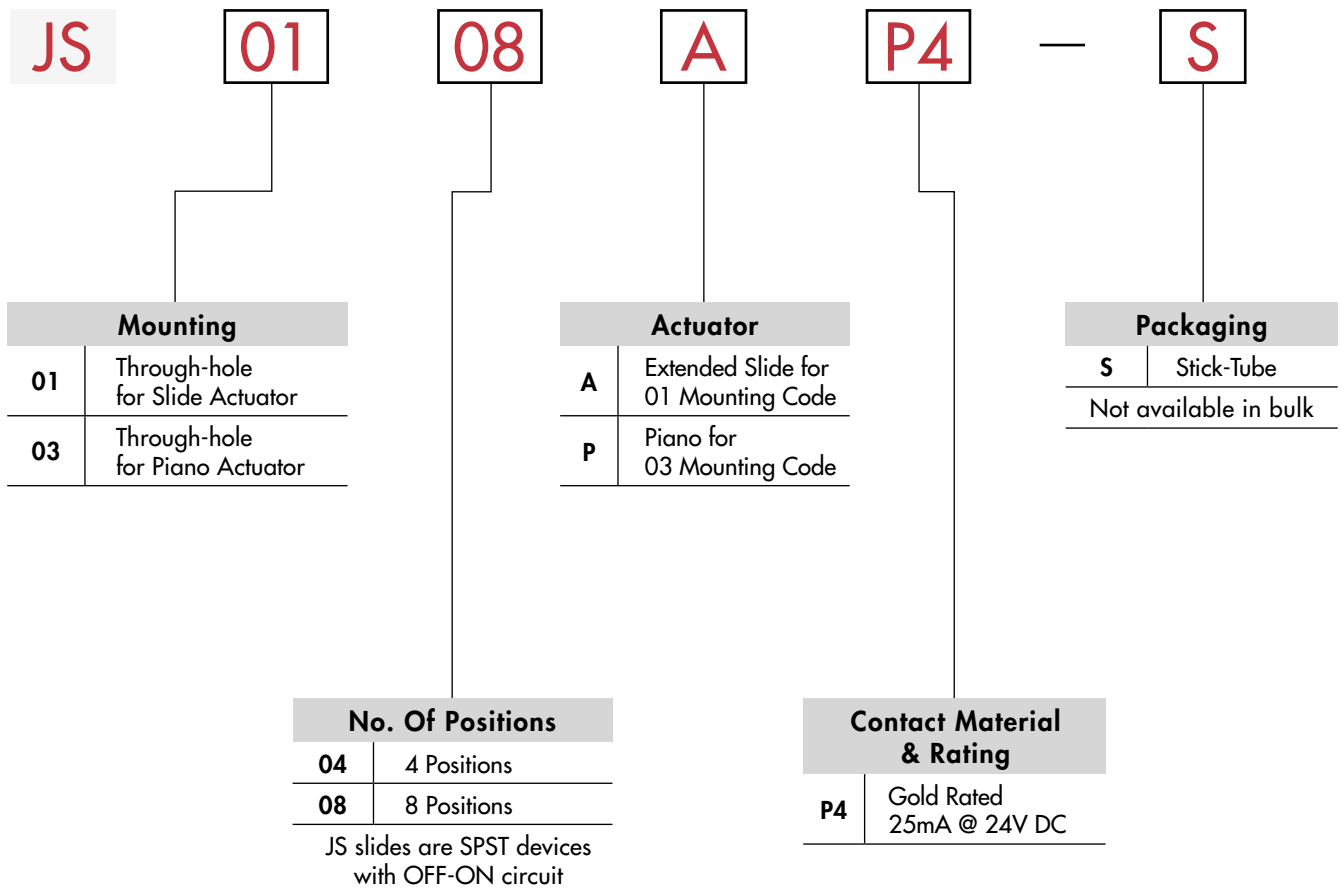 JS 01 08 A P4 — S
Mounting
01 Through-hole
for Slide Actuator
03 Through-hole
for Piano Actuator
Actuator
A Extended Slide for
01 Mounting Code
P Piano for
03 Mounting Code
Packaging
S Stick-Tube
Not available in bulk
No. Of Positions
04 4 Positions
08 8 Positions
JS slides are SPST devices
with OFF-ON circuit
Contact Material
& Rating
P4 Gold Rated
25mA @ 24V DC